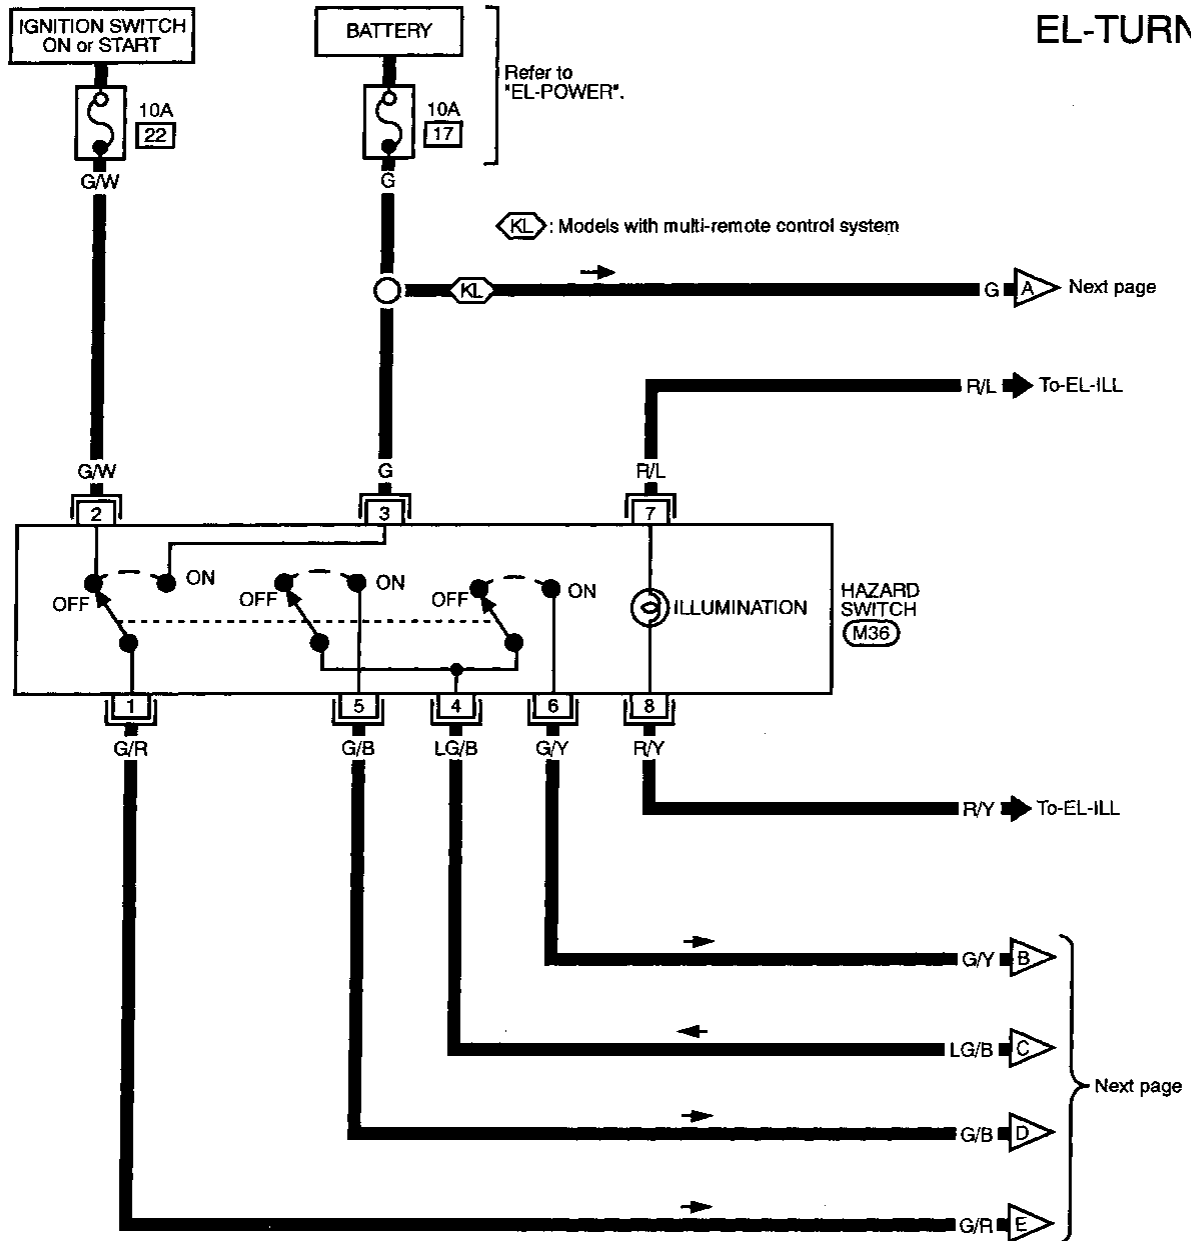 EL-TURN
IGNITION SWITCH
ON or START
BATTERY
Refer to
"EL-POWER".
10A
22
10A
17
G/W
G
KL : Models with multi-remote control system
KL
G A Next page
R/L To-EL-ILL
G/W
G
R/L
2
3
7
OFF
ON
OFF
ON
OFF
ON
ILLUMINATION
HAZARD
SWITCH
M36
1
5
4
6
8
G/R
G/B
LG/B
G/Y
R/Y
R/Y To-EL-ILL
G/Y B
LG/B C
Next page
G/B D
G/R E